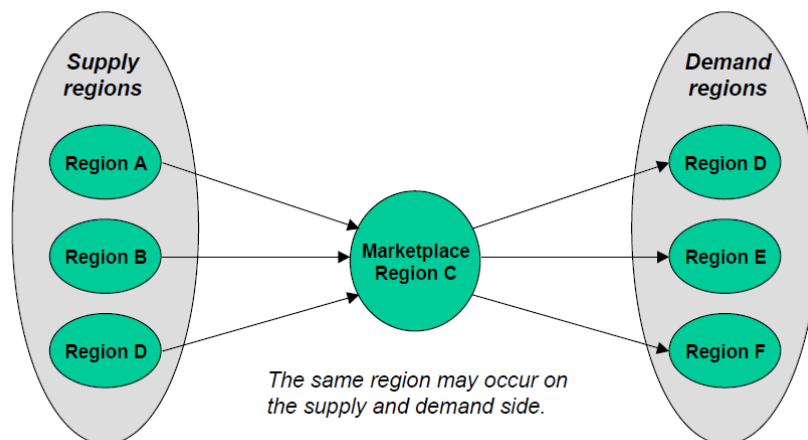 Supply
regions
Region A
Region B
Region D
Marketplace
Region C
Demand
regions
Region D
Region E
Region F
The same region may occur on
the supply and demand side.